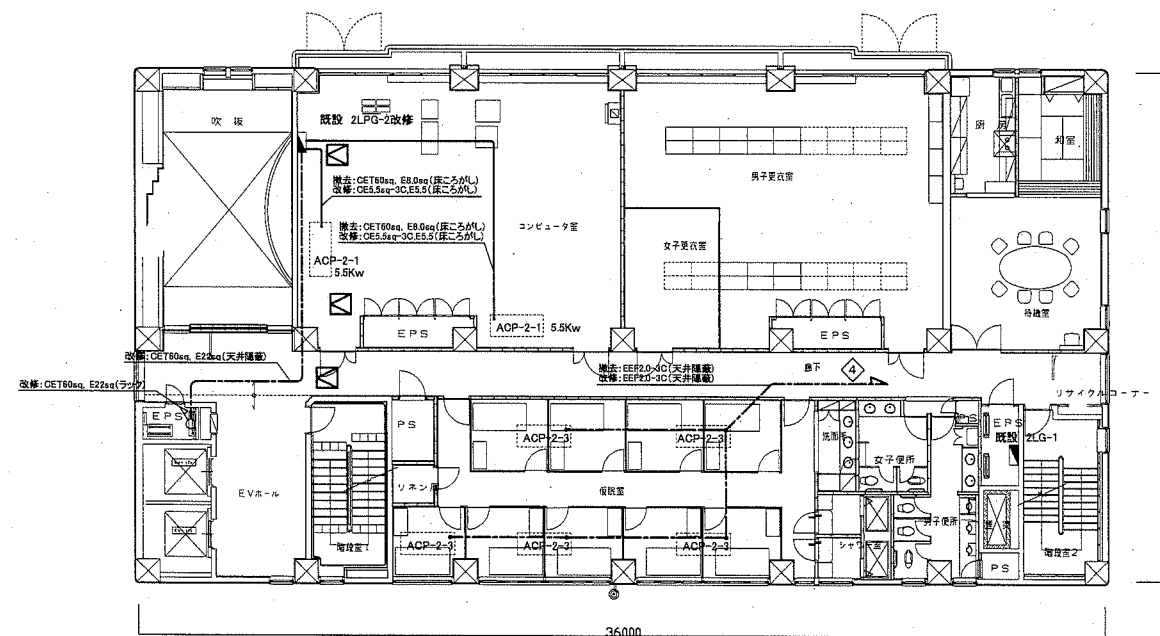 吹 抜
既設 2LPG-2改修
撤去:CET60sq, E8.0sq(床ころがし)
改修:CE5.5sq-3C,E5.5(床ころがし)
撤去:CET60sq, E8.0sq(床ころがし)
改修:CE5.5sq-3C,E5.5(床ころがし)
ACP-2-1
5.5Kw
コンピュータ室
男子更衣室
女子更衣室
厨 房
和室
待機室
EPS
ACP-2-1 5.5Kw
EPS
改修:CET60sq, E22sq(天井隠蔽)
改修:CET60sq, E22sq(ラック)
撤去:EEF2.0-3C(天井隠蔽)
改修:EEF2.0-3C(天井隠蔽)
廊下
4
リサイクルコーナー
EPS
PS
ACP-2-3
ACP-2-3
洗面
女子便所
PS
EPS
既設 2LG-1
EVホール
リネン庫
仮眠室
男子便所
階段室1
ACP-2-3
ACP-2-3
ACP-2-3
シャワー室
階段室2
PS
36000